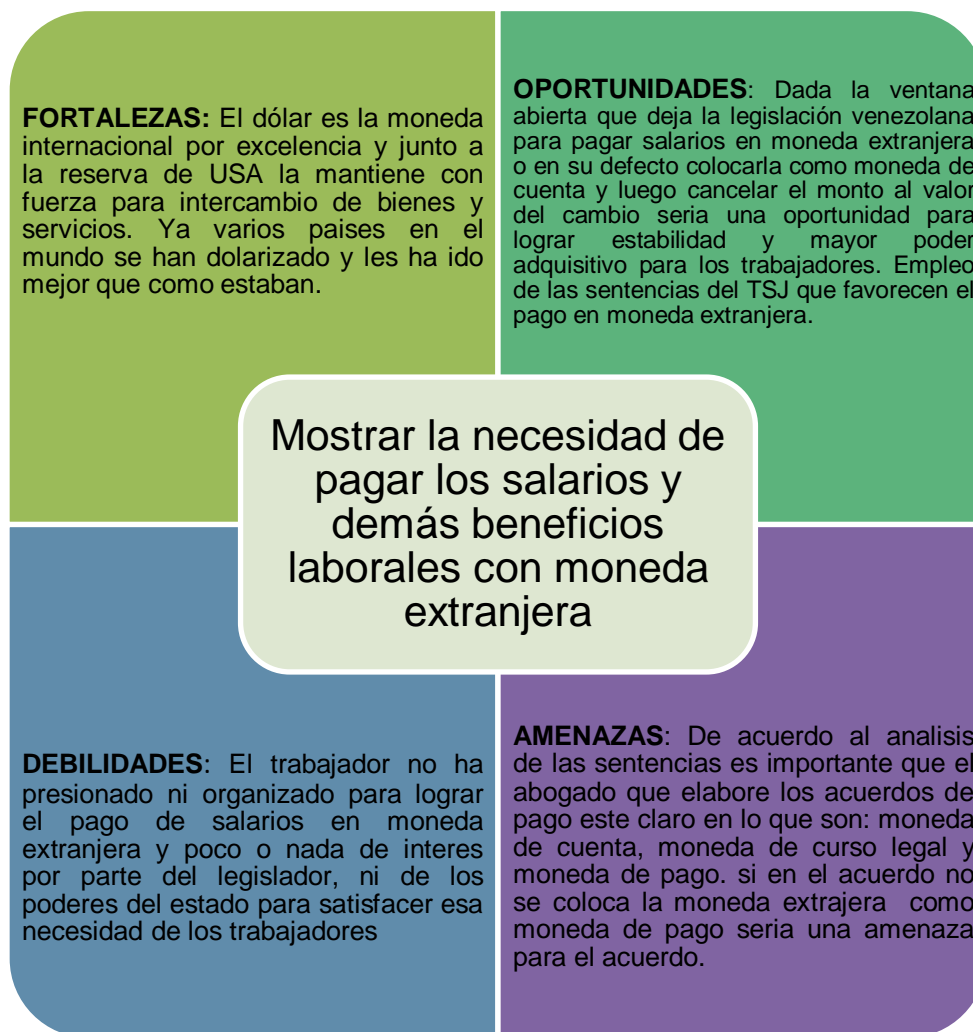 FORTALEZAS: El dólar es la moneda
internacional por excelencia y junto a
la reserva de USA la mantiene con
fuerza para intercambio de bienes y
servicios. Ya varios paises en el
mundo se han dolarizado y les ha ido
mejor que como estaban.
OPORTUNIDADES: Dada la ventana
abierta que deja la legislación venezolana
para pagar salarios en moneda extranjera
o en su defecto colocarla como moneda de
cuenta y luego cancelar el monto al valor
del cambio seria una oportunidad para
lograr estabilidad y mayor poder
adquisitivo para los trabajadores. Empleo
de las sentencias del TSJ que favorecen el
pago en moneda extranjera.
Mostrar la necesidad de
pagar los salarios y
demás beneficios
laborales con moneda
extranjera
DEBILIDADES: El trabajador no ha
presionado ni organizado para lograr
el pago de salarios en moneda
extranjera y poco o nada de interes
por parte del legislador, ni de los
poderes del estado para satisfacer esa
necesidad de los trabajadores
AMENAZAS: De acuerdo al analisis
de las sentencias es importante que el
abogado que elabore los acuerdos de
pago este claro en lo que son: moneda
de cuenta, moneda de curso legal y
moneda de pago. si en el acuerdo no
se coloca la moneda extrajera como
moneda de pago seria una amenaza
para el acuerdo.